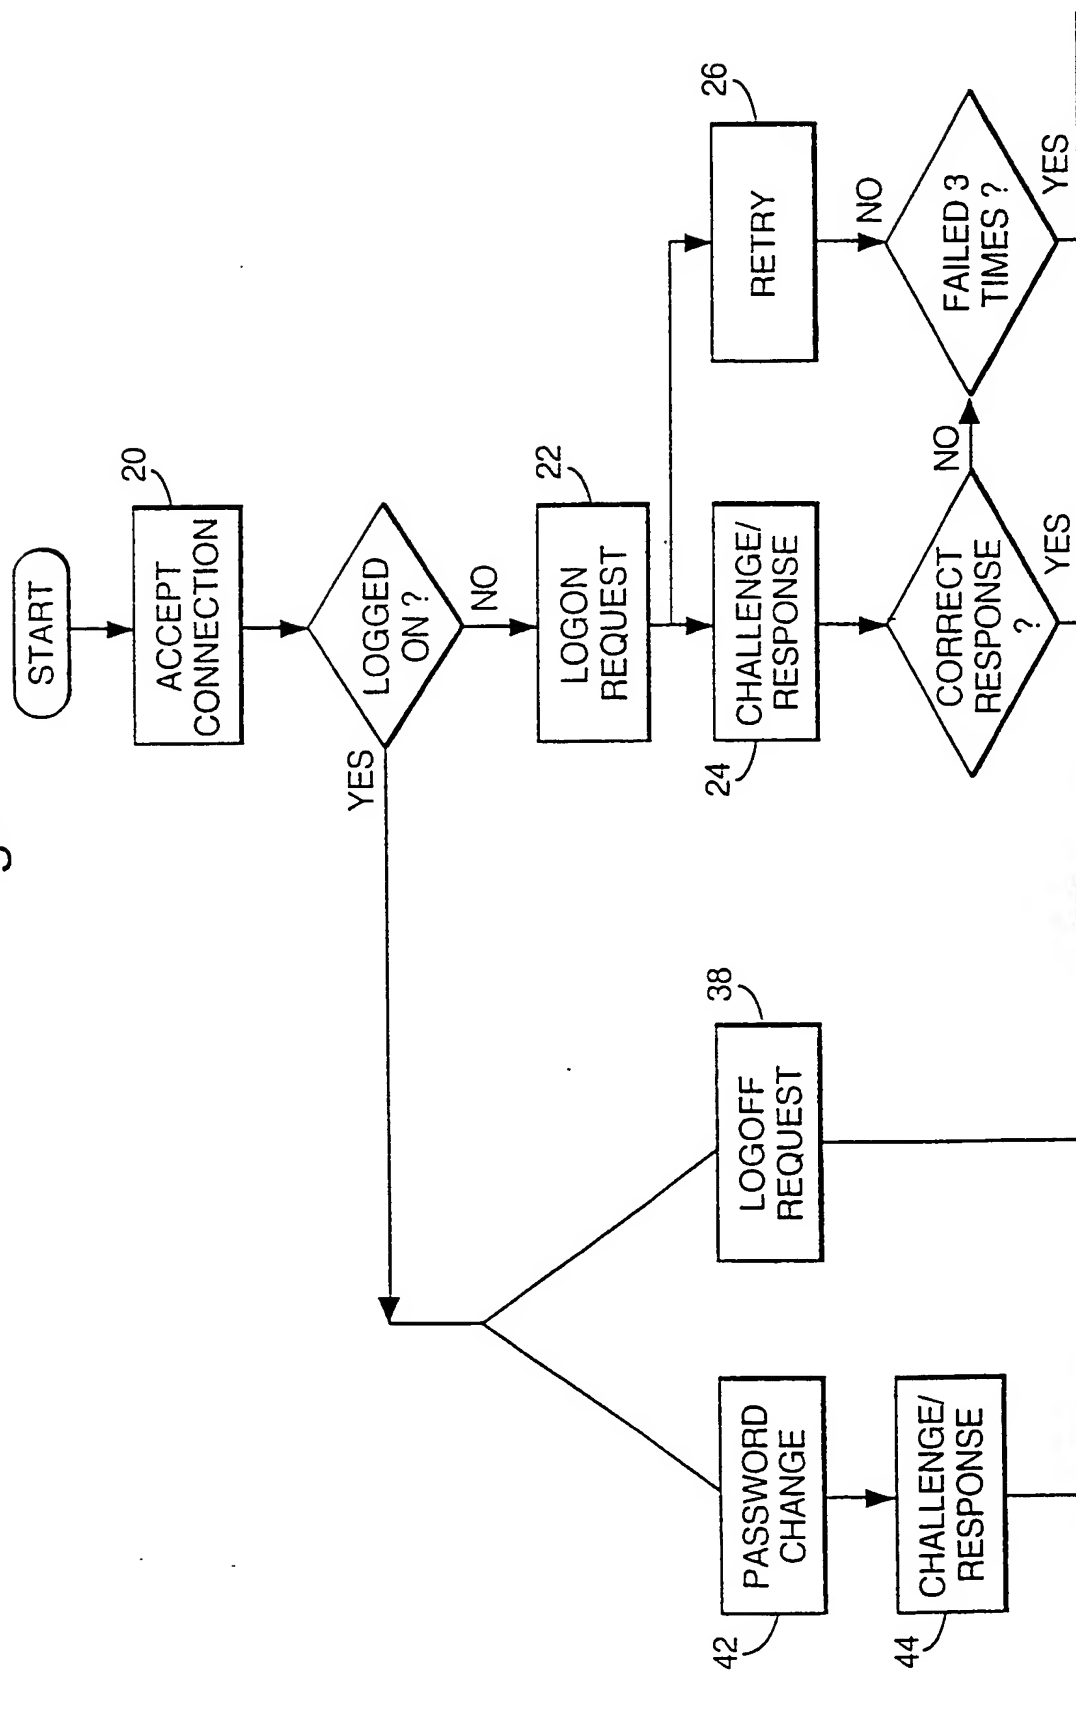 START
20
ACCEPT
CONNECTION
LOGGED
ON ?
YES
NO
22
LOGON
REQUEST
26
RETRY
24
CHALLENGE/
RESPONSE
38
LOGOFF
REQUEST
42
PASSWORD
CHANGE
NO
FAILED 3
TIMES ?
YES
NO
CORRECT
RESPONSE
?
YES
44
CHALLENGE/
RESPONSE